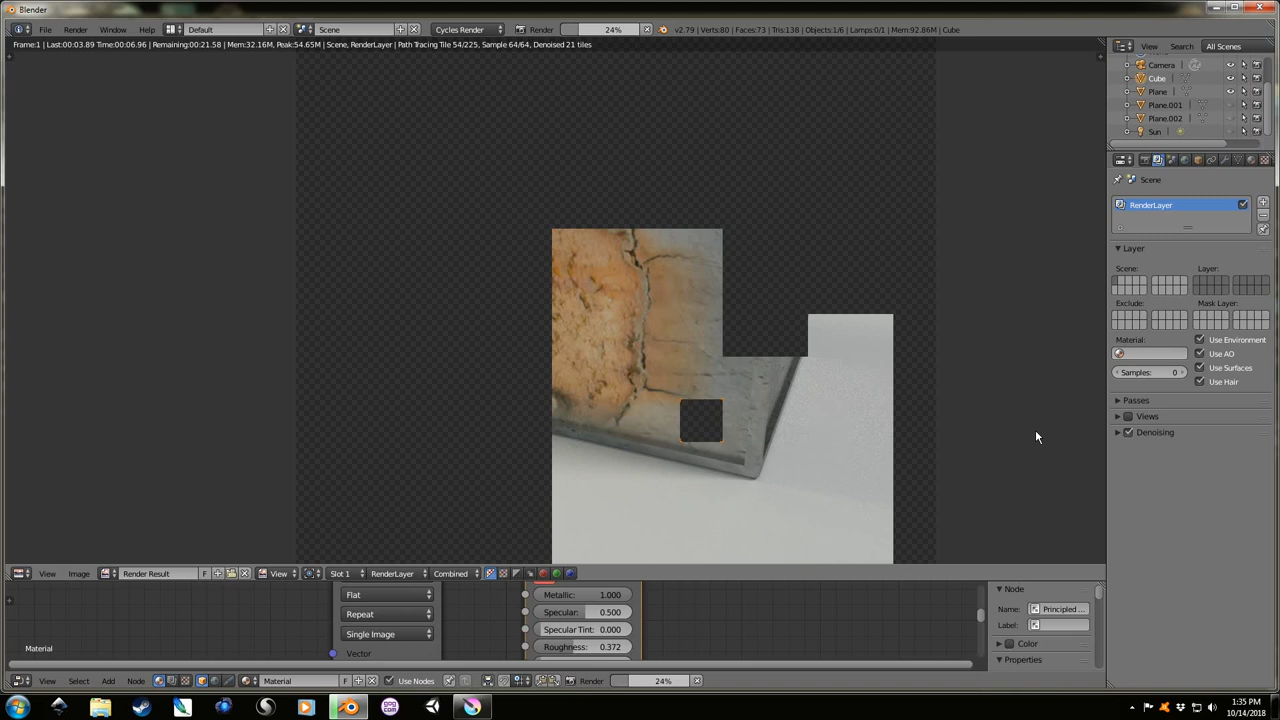 Blender
File Render Window Help Default Scene Cycles Render Render 24% v2.79 | Verts:80 | Faces:73 | Tris:138 | Objects:1/6 | Lamps:0/1 | Mem:92.86M | Cube
Frame:1 | Last:00:03.89 Time:00:06.96 | Remaining:00:21.58 | Mem:32.16M, Peak:54.65M | Scene, RenderLayer | Path Tracing Tile 54/225, Sample 64/64, Denoised 21 tiles
View Search All Scenes
Camera
Cube
Plane
Plane.001
Plane.002
Sun
Scene
RenderLayer
Layer
Scene: Layer:
Exclude: Mask Layer:
Material: Use Environment
Use AO
Samples: 0 Use Surfaces
Use Hair
Passes
Views
Denoising
View Image Render Result F View Slot 1 RenderLayer Combined
Flat
Repeat
Single Image
Vector
Metallic: 1.000
Specular: 0.500
Specular Tint: 0.000
Roughness: 0.372
Node
Name: Principled ...
Label:
Color
Properties
Material
View Select Add Node Material F Use Nodes Render 24%
1:35 PM
10/14/2018